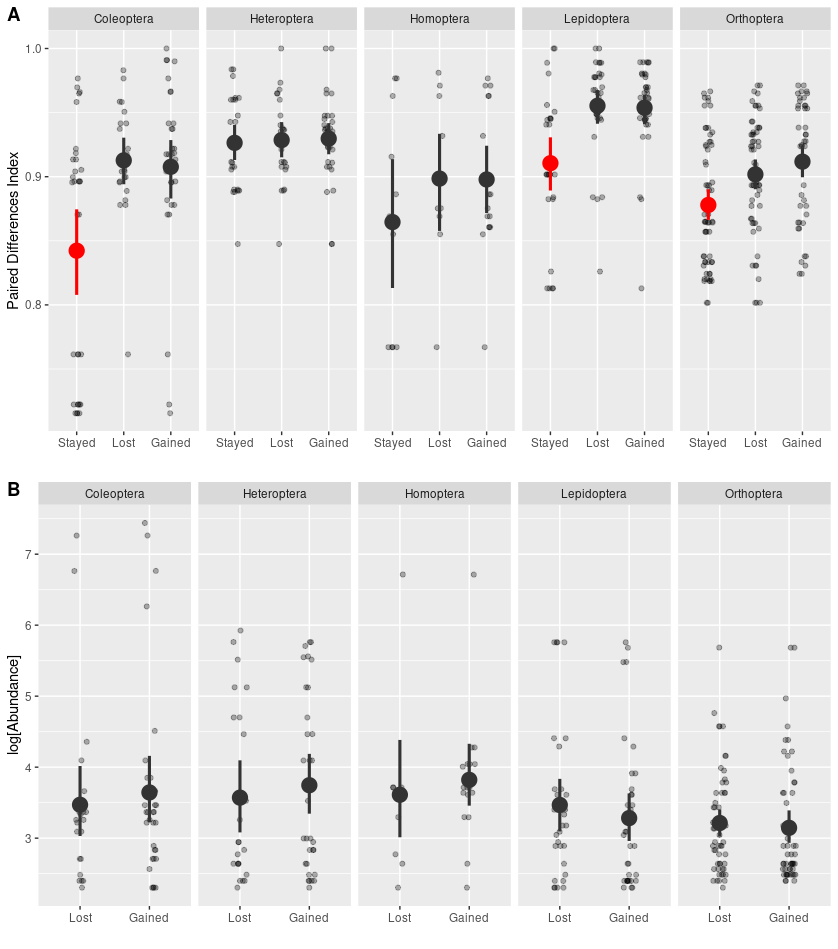 A
Coleoptera Heteroptera Homoptera Lepidoptera Orthoptera
Paired Differences Index
1.0
0.9
0.8
Stayed Lost Gained Stayed Lost Gained Stayed Lost Gained Stayed Lost Gained Stayed Lost Gained
B
Coleoptera Heteroptera Homoptera Lepidoptera Orthoptera
log[Abundance]
7
6
5
4
3
Lost Gained Lost Gained Lost Gained Lost Gained Lost Gained